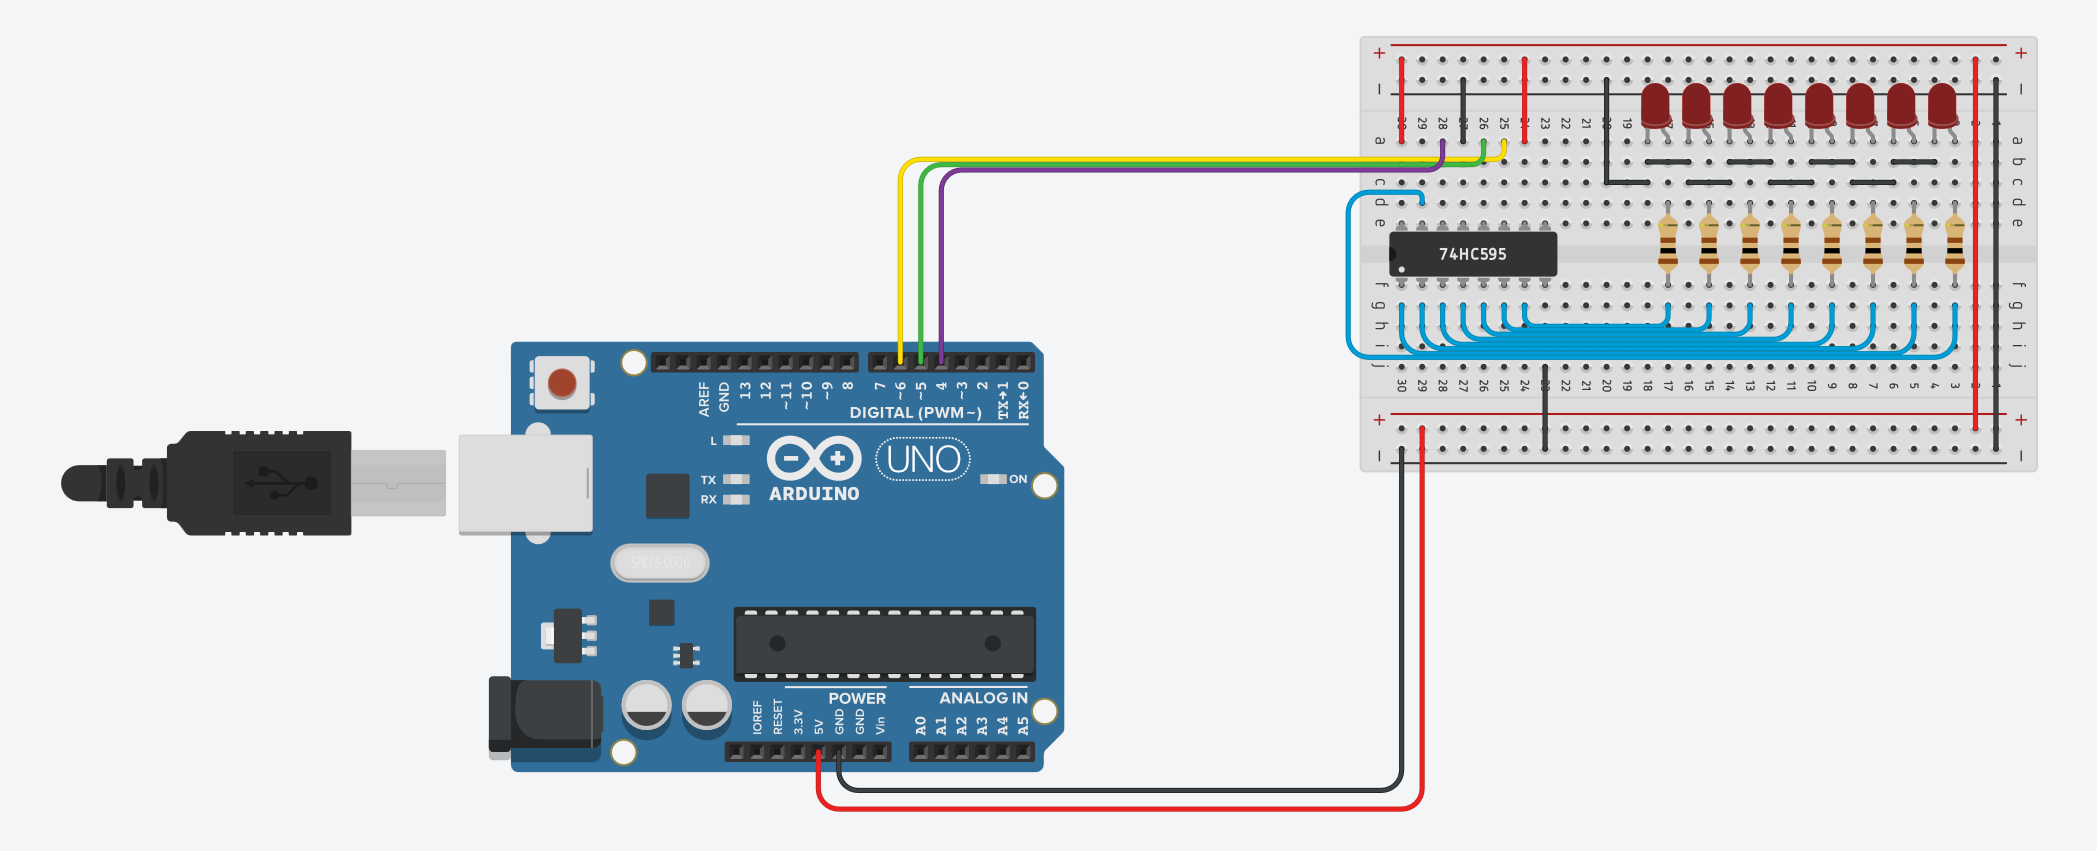 + +
− −
30 29 28 27 26 25 24 23 22 21 20 19 17 15
a a
b b
c c
d d
e e
74HC595
f f
g g
h h
i i
j j
30 29 28 27 26 25 24 23 22 21 20 19 18 17 16 15 14 13 12 11 10 9 8 7 6 5 4 3
+ +
− −
AREF
GND
13
12
~11
~10
~9
8
7
~6
~5
4
~3
2
TX→1
RX←0
DIGITAL (PWM~)
L
TX
RX
UNO
ON
ARDUINO
SPK16.000G
POWER
ANALOG IN
IOREF
RESET
3.3V
5V
GND
GND
Vin
A0
A1
A2
A3
A4
A5